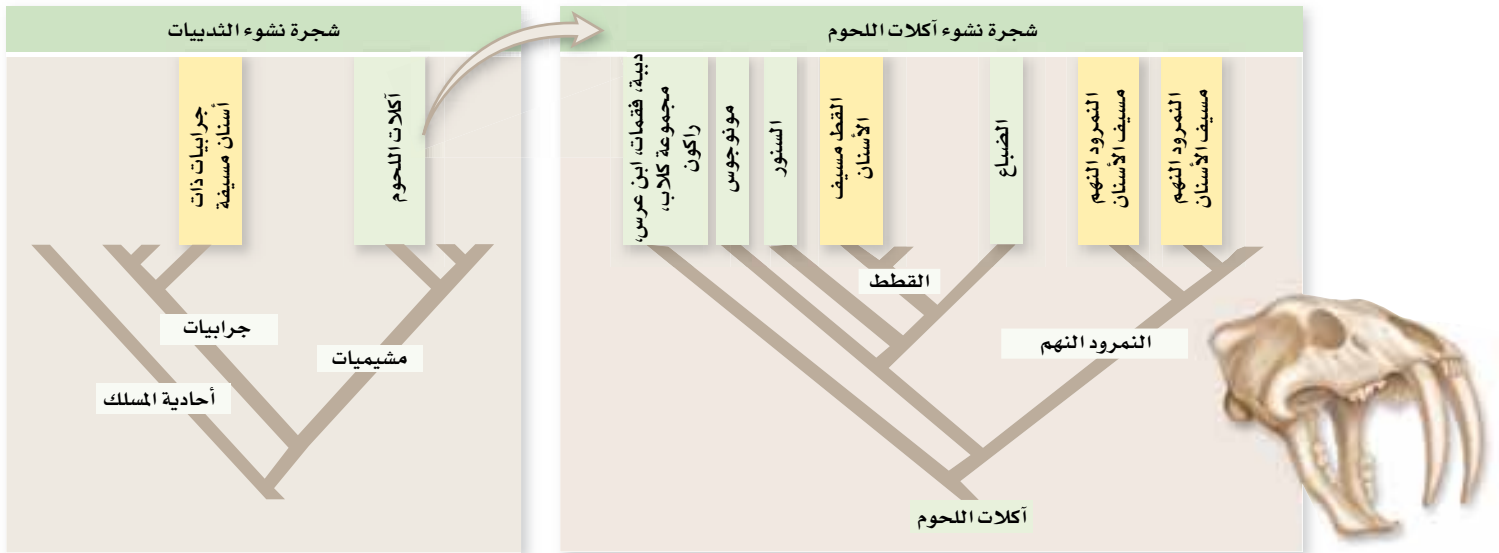 شجرة نشوء آكلات اللحوم
دببة، فقمات، ابن عرس،
مجموعة كلاب،
راكون
مونوجوس
السنور
القطط مسيف
الأسنان
الضباع
النمرود النهم
مسيف الأسنان
النمرود النهم
مسيف الأسنان
القطط
النمرود النهم
آكلات اللحوم
شجرة نشوء الثدييات
جرابيات ذات
أسنان مسيفة
آكلات اللحوم
جرابيات
مشيميات
أحادية المسلك